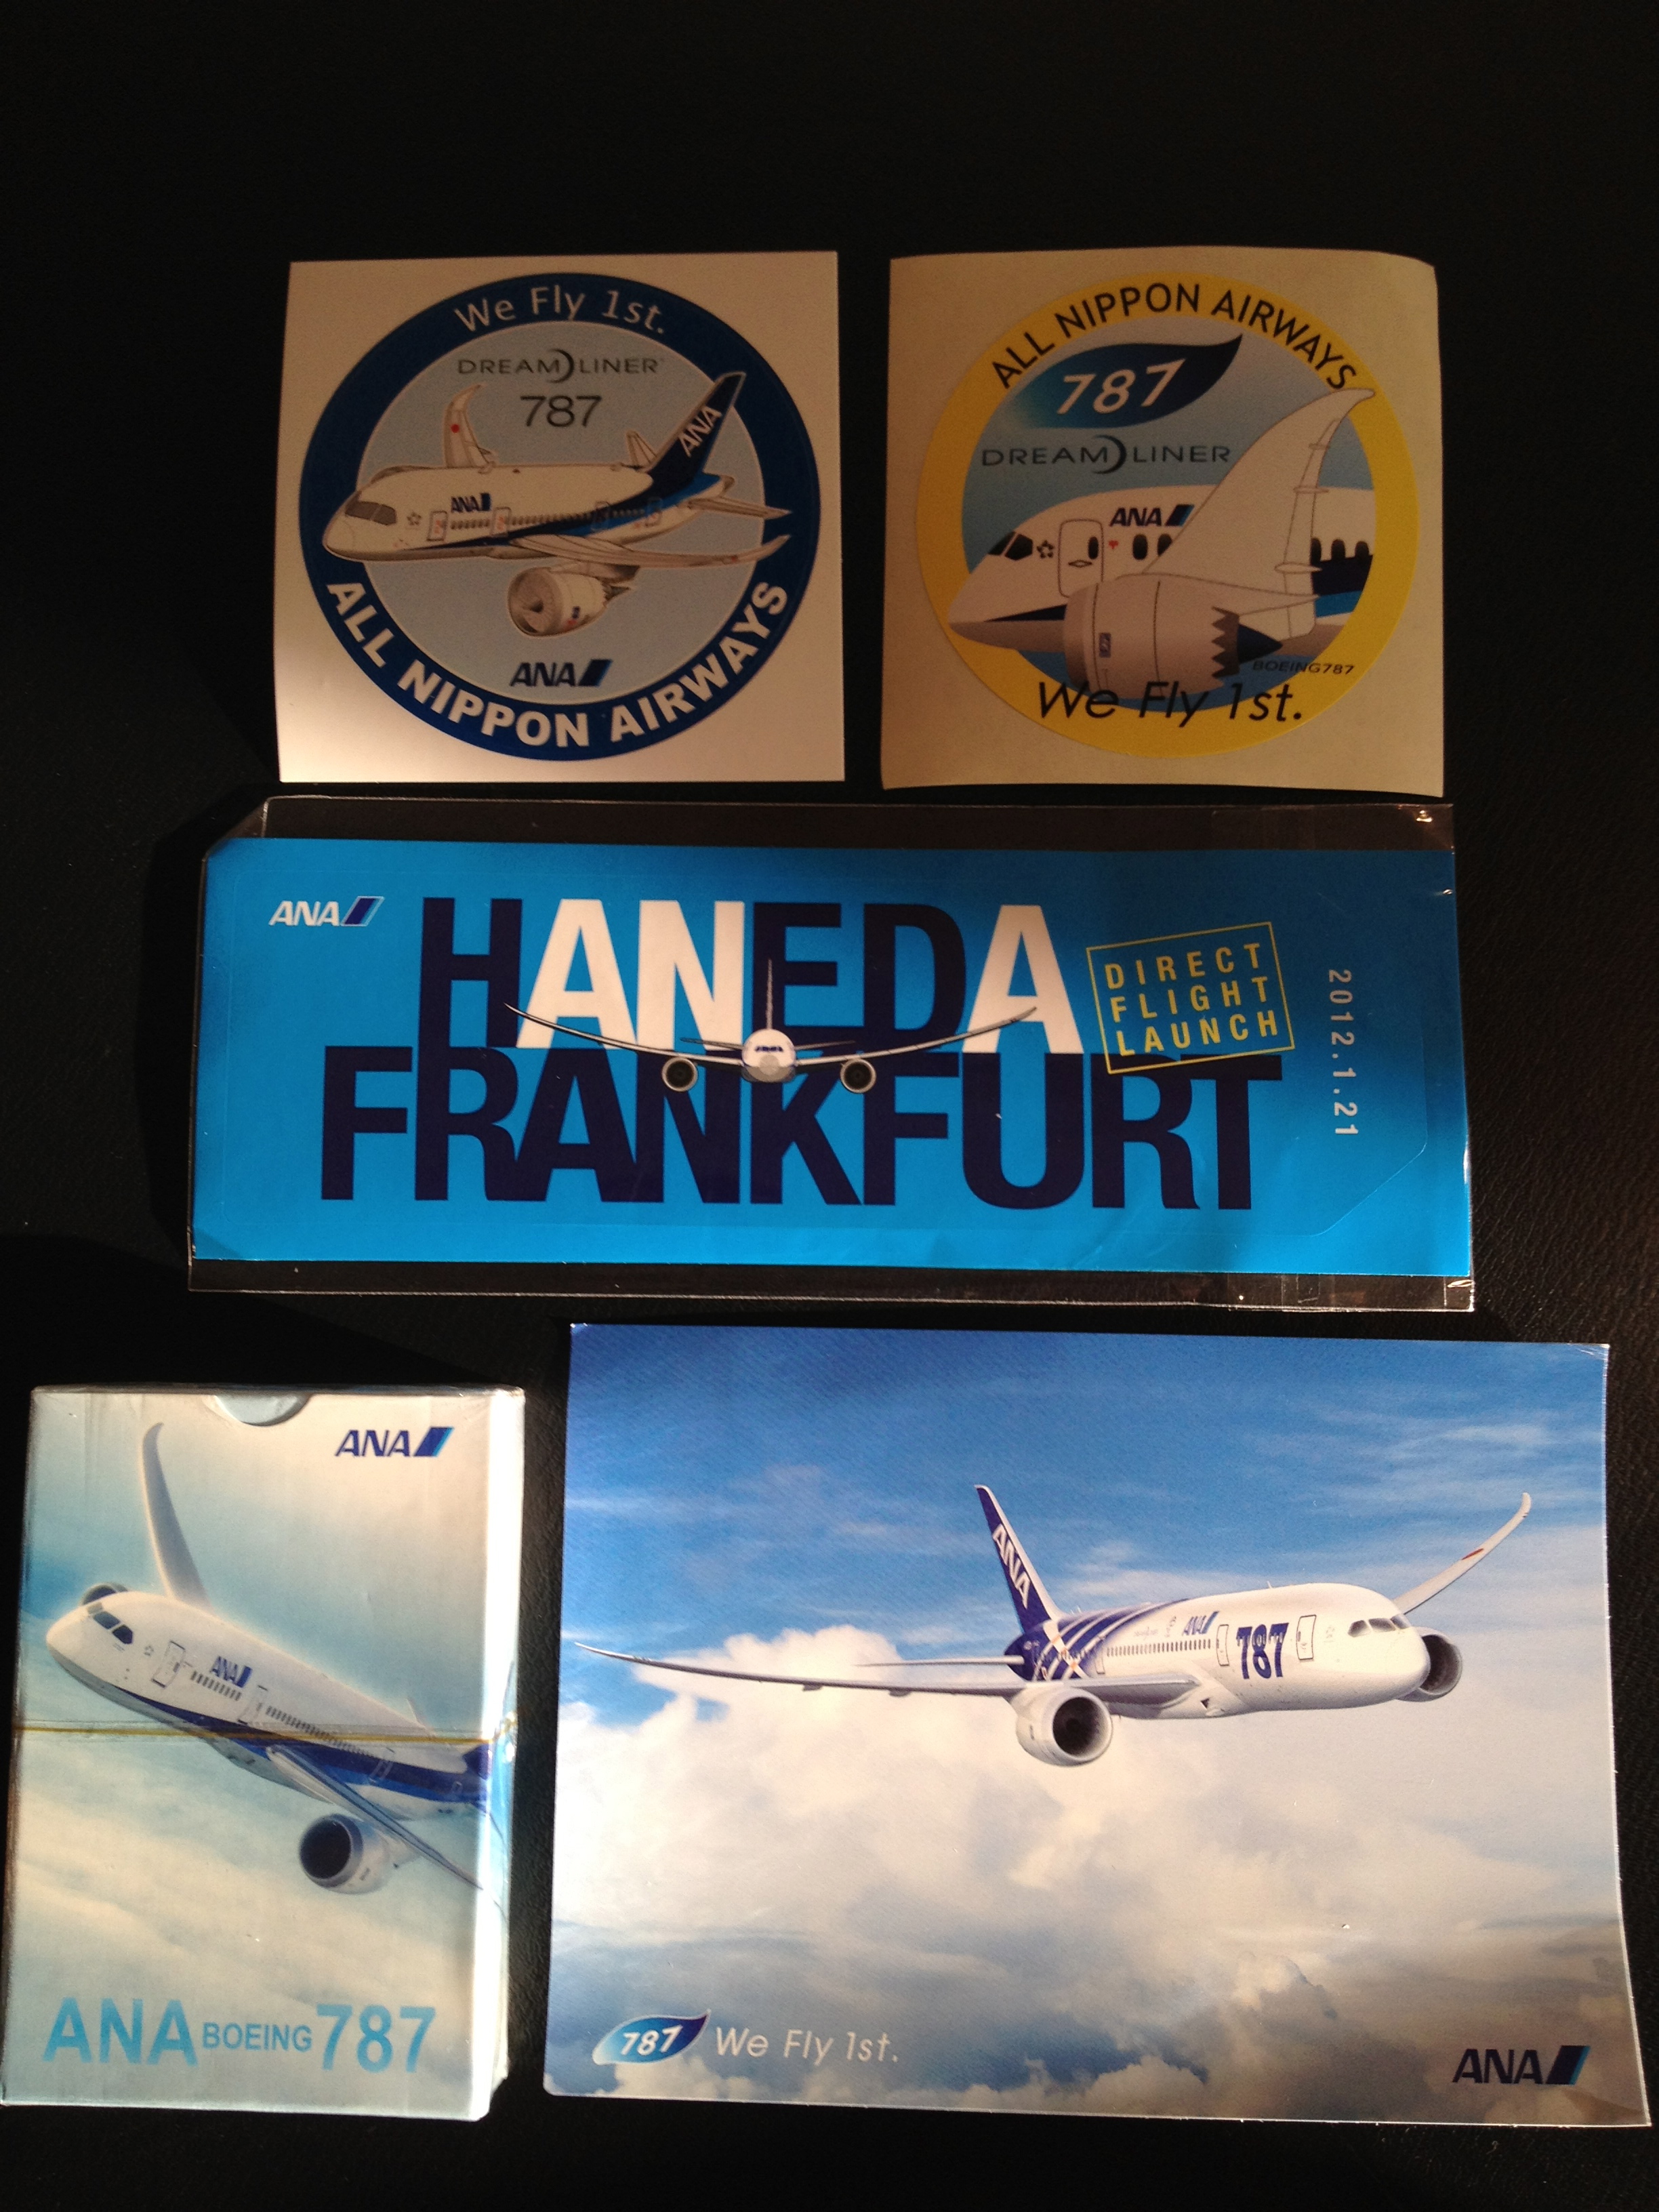 We Fly 1st.
DREAMLINER
787
ANA
ANA
ANA
ALL NIPPON AIRWAYS
ALL NIPPON AIRWAYS
787
DREAMLINER
ANA
BOEING787
We Fly 1st.
ANA
HANEDA
FRANKFURT
DIRECT
FLIGHT
LAUNCH
2012.1.21
ANA
ANA
ANA BOEING 787
ANA
ANA
787
787 We Fly 1st.
ANA